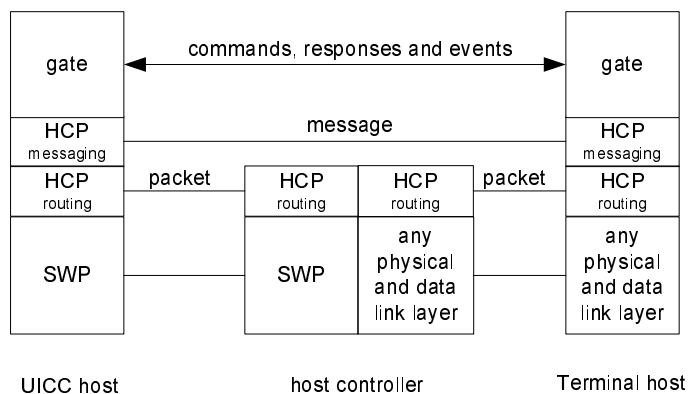 commands, responses and events
gate
gate
HCP
messaging
message
HCP
messaging
HCP
routing
packet
HCP
routing
HCP
routing
packet
HCP
routing
SWP
SWP
any
physical
and data
link layer
any
physical
and data
link layer
UICC host
host controller
Terminal host